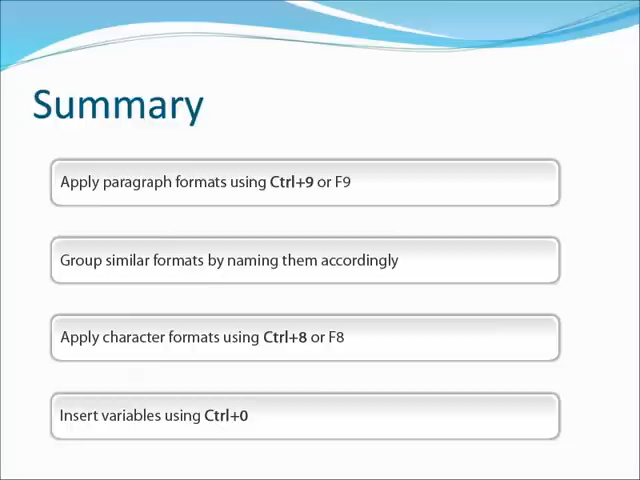 Summary
Apply paragraph formats using Ctrl+9 or F9
Group similar formats by naming them accordingly
Apply character formats using Ctrl+8 or F8
Insert variables using Ctrl+0